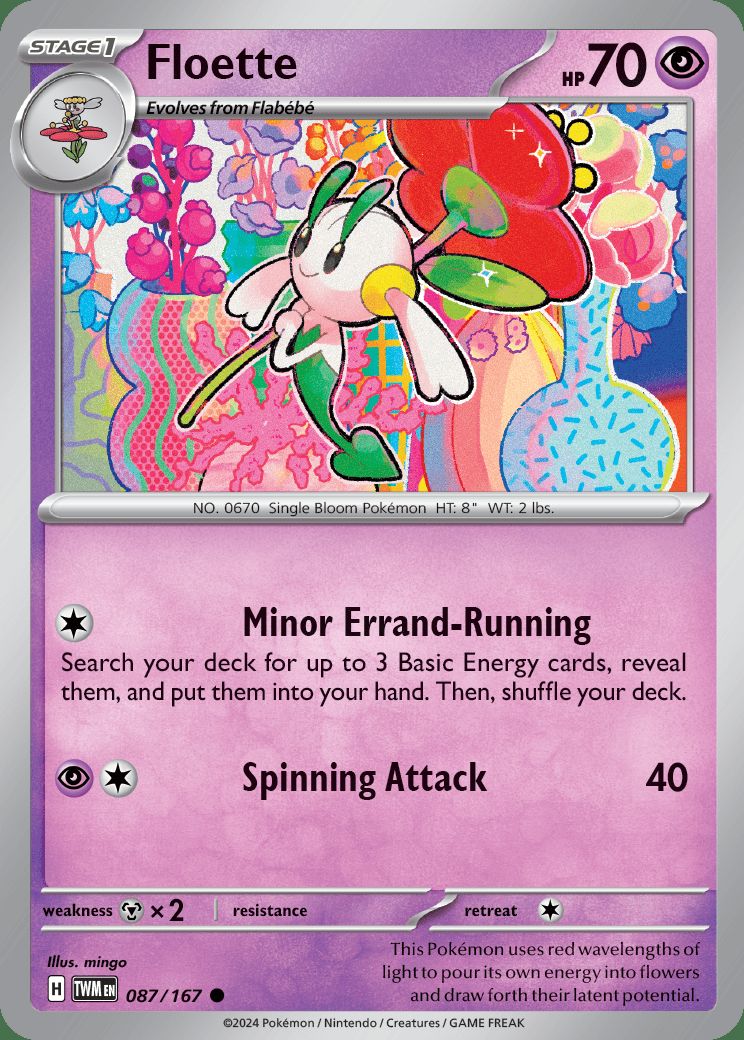 STAGE1
Floette
HP 70
Evolves from Flabébé
NO. 0670 Single Bloom Pokémon HT: 8" WT: 2 lbs.
Minor Errand-Running
Search your deck for up to 3 Basic Energy cards, reveal
them, and put them into your hand. Then, shuffle your deck.
Spinning Attack 40
weakness ×2 resistance retreat
Illus. mingo
H TWM EN 087/167
This Pokémon uses red wavelengths of
light to pour its own energy into flowers
and draw forth their latent potential.
©2024 Pokémon / Nintendo / Creatures / GAME FREAK